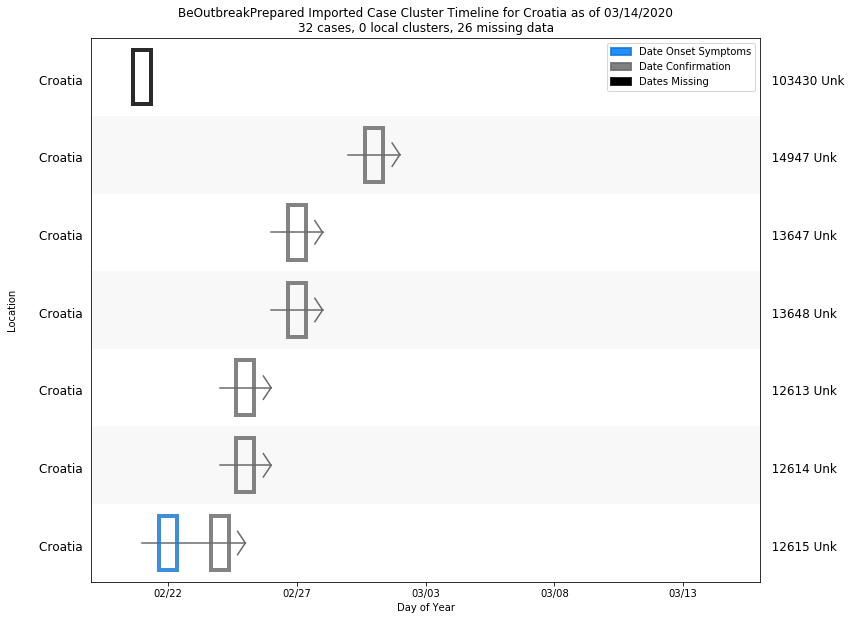 BeOutbreakPrepared Imported Case Cluster Timeline for Croatia as of 03/14/2020
32 cases, 0 local clusters, 26 missing data
Date Onset Symptoms
Date Confirmation
Dates Missing
Croatia 103430 Unk
Croatia 14947 Unk
Croatia 13647 Unk
Croatia 13648 Unk
Croatia 12613 Unk
Croatia 12614 Unk
Croatia 12615 Unk
Location
02/22 02/27 03/03 03/08 03/13
Day of Year